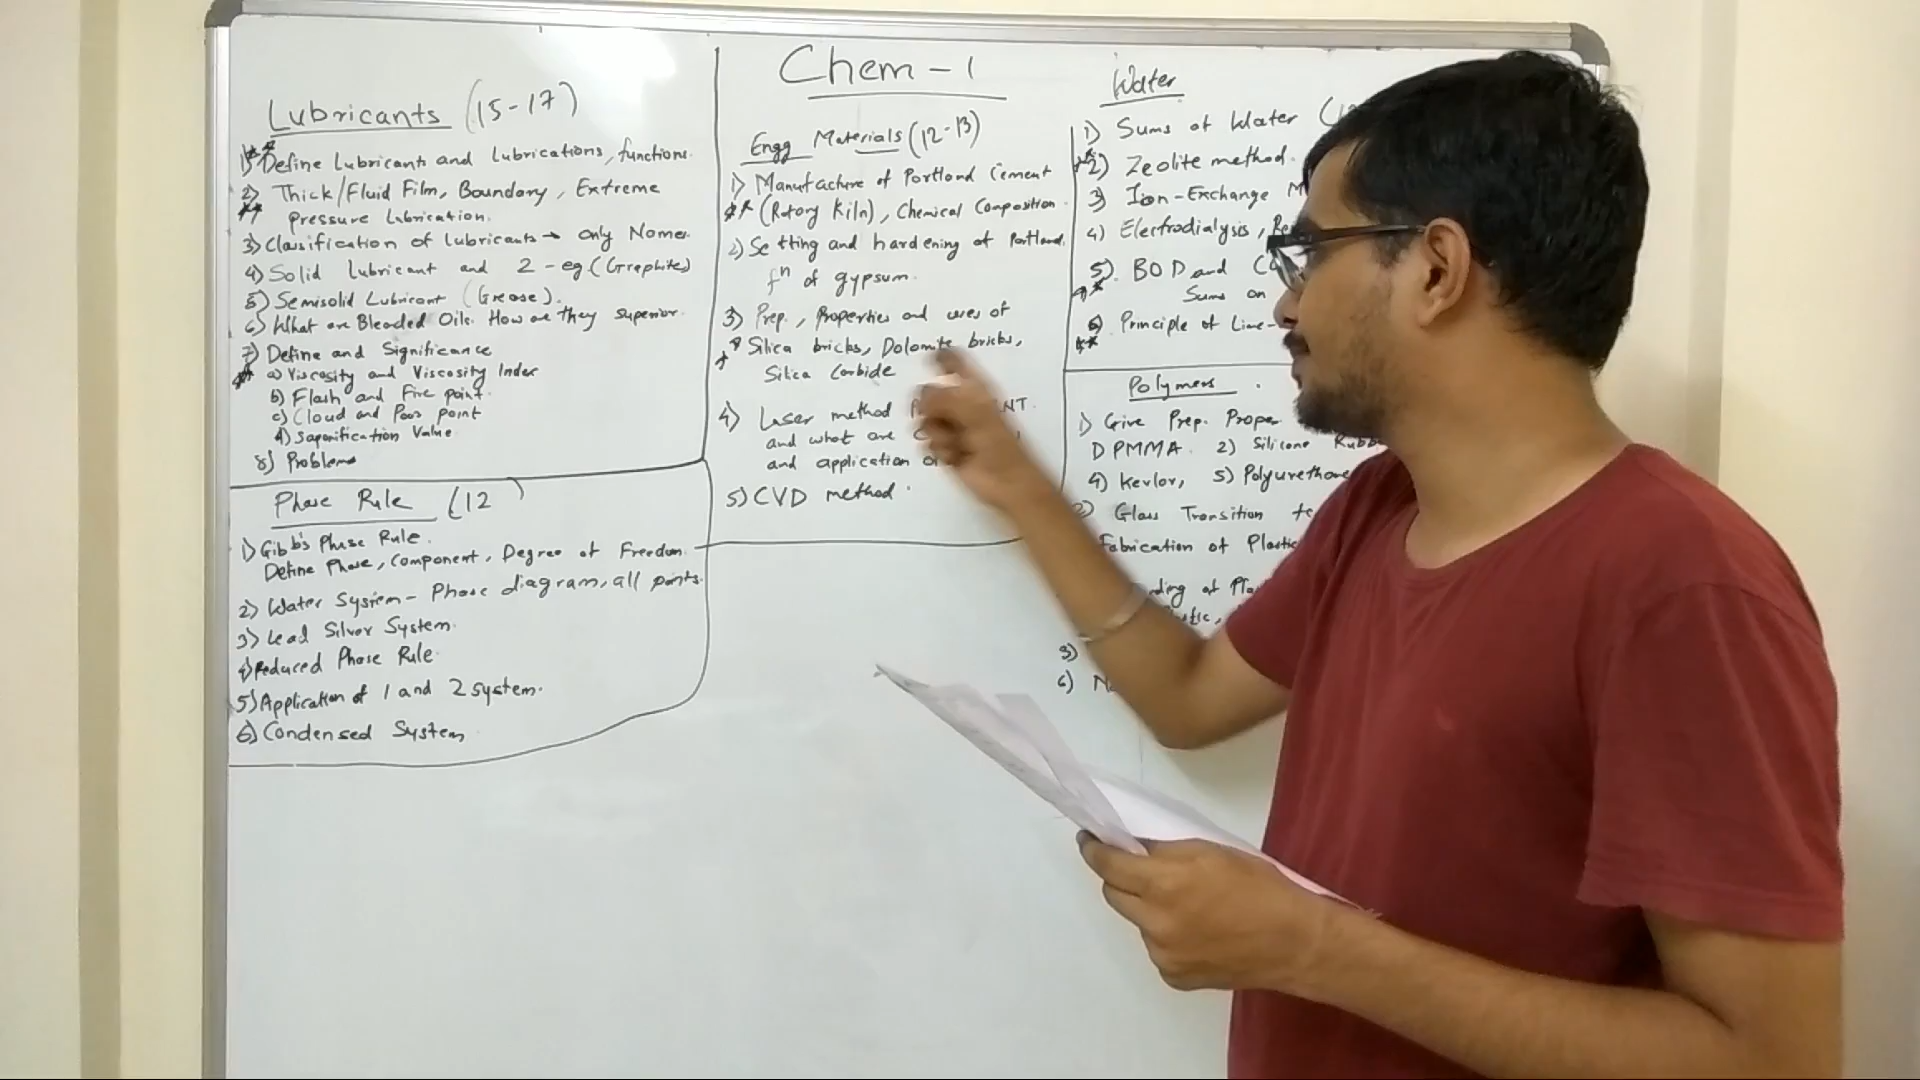 Chem - 1
Lubricants (15-17)
1) Define Lubricants and Lubrications, functions.
2) Thick/Fluid Film, Boundary, Extreme
pressure Lubrication.
3) Classification of lubricants → only Names
4) Solid Lubricant and 2 - eg (Graphite)
5) Semisolid Lubricant (Grease).
6) What are Blended Oils. How are they superior.
7) Define and Significance
a) Viscosity and Viscosity Index
b) Flash and Fire point.
c) Cloud and Pour point
d) Saponification Value
8) Problems
Phase Rule (12)
1) Gibb's Phase Rule.
Define Phase, Component, Degree of Freedom.
2) Water System - Phase diagram, all points.
3) Lead Silver System.
4) Reduced Phase Rule.
5) Application of 1 and 2 system.
6) Condensed System
Engg Materials (12-13)
1) Manufacture of Portland Cement
(Rotory Kiln), Chemical Composition
2) Setting and hardening of Portland.
fⁿ of gypsum.
3) Prep., Properties and uses of
Silica bricks, Dolomite bricks,
Silica Carbide
4) Laser method
and what are
and application
5) CVD method.
Water
1) Sums of Water
2) Zeolite method.
3) Ion-Exchange
4) Electrodialysis,
5) BOD and
Sums on
6) Principle of Lime-
Polymers
1) Give Prep. Proper
1) PMMA 2) Silicone
4) Kevlar, 5) Polyurethane
2) Glass Transition
Fabrication of Plastic
3)
6)